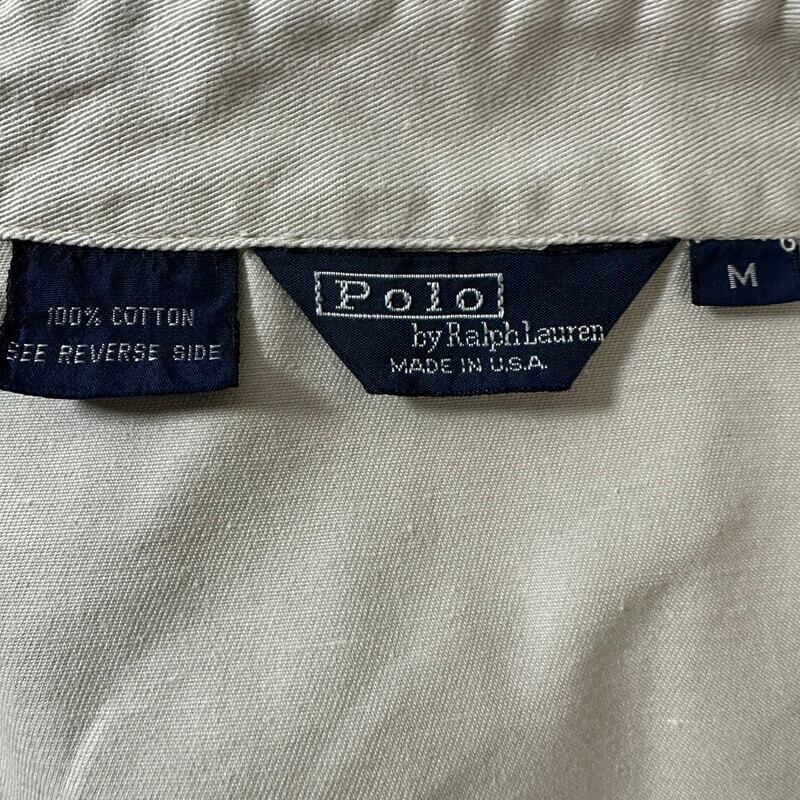 100% COTTON
SEE REVERSE SIDE
Polo
by Ralph Lauren
MADE IN U.S.A.
M